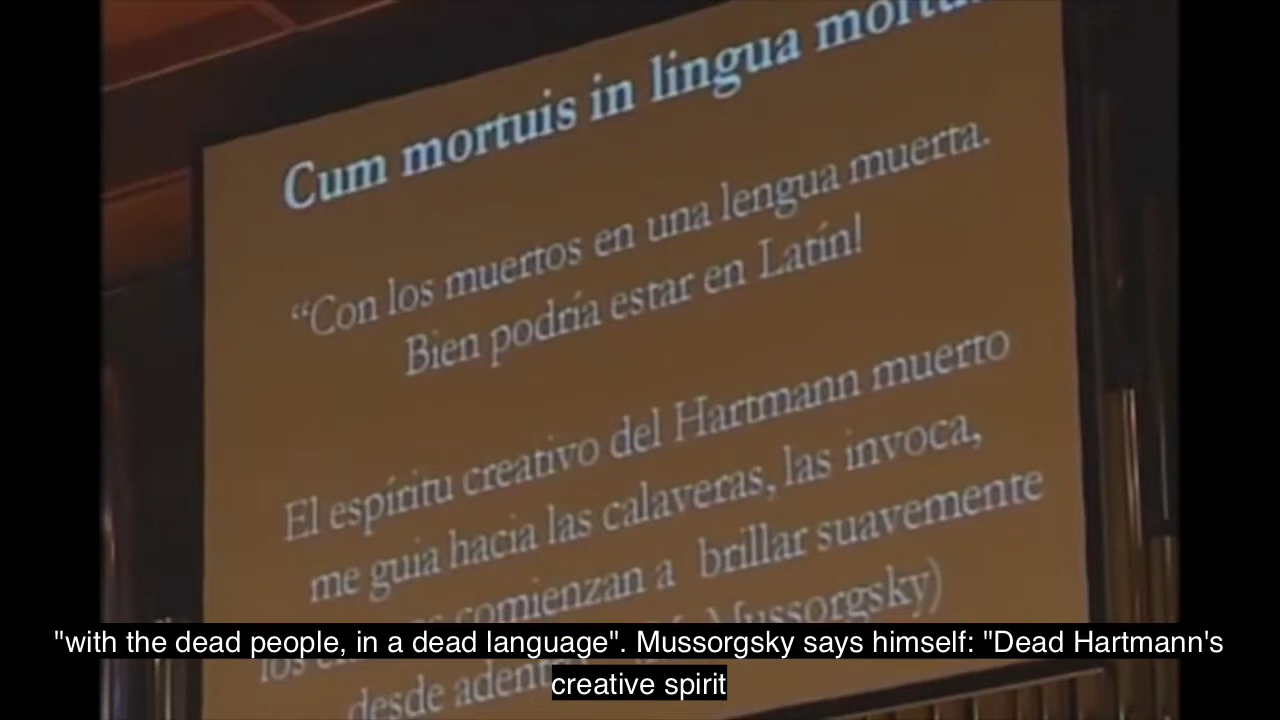 Cum mortuis in lingua mortua
“Con los muertos en una lengua muerta.
Bien podría estar en Latín!
El espíritu creativo del Hartmann muerto
me guia hacia las calaveras, las invoca,
los comienzan a brillar suavemente
desde Mussorgsky)
"with the dead people, in a dead language". Mussorgsky says himself: "Dead Hartmann's
creative spirit